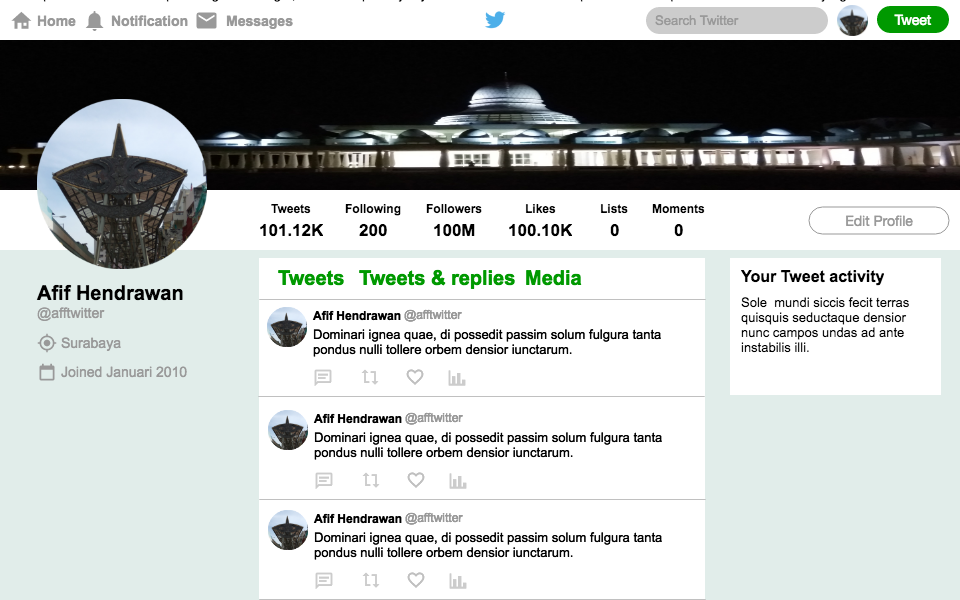 Home Notification Messages Search Twitter Tweet
Tweets Following Followers Likes Lists Moments
101.12K 200 100M 100.10K 0 0
Edit Profile
Afif Hendrawan
@afftwitter
Surabaya
Joined Januari 2010
Tweets Tweets & replies Media
Afif Hendrawan @afftwitter
Dominari ignea quae, di possedit passim solum fulgura tanta
pondus nulli tollere orbem densior iunctarum.
Afif Hendrawan @afftwitter
Dominari ignea quae, di possedit passim solum fulgura tanta
pondus nulli tollere orbem densior iunctarum.
Afif Hendrawan @afftwitter
Dominari ignea quae, di possedit passim solum fulgura tanta
pondus nulli tollere orbem densior iunctarum.
Your Tweet activity
Sole mundi siccis fecit terras
quisquis seductaque densior
nunc campos undas ad ante
instabilis illi.